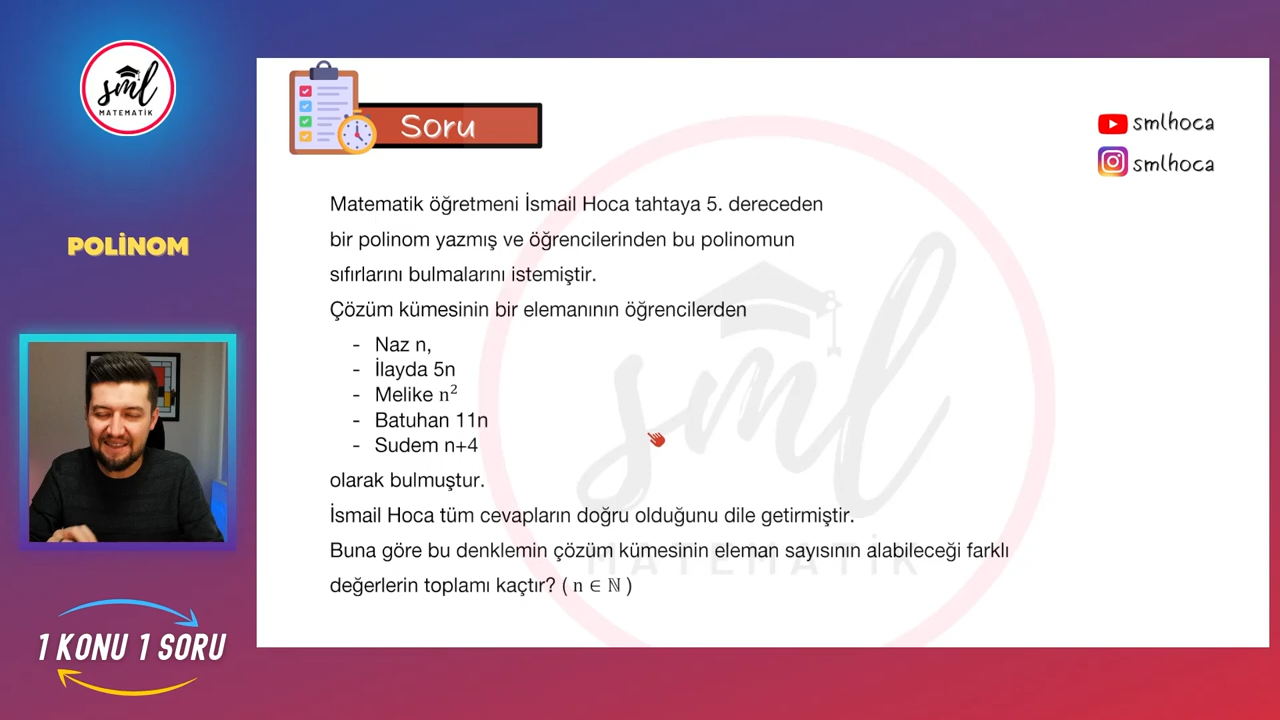 sml
MATEMATİK
Soru
smlhoca
smlhoca
POLİNOM
Matematik öğretmeni İsmail Hoca tahtaya 5. dereceden
bir polinom yazmış ve öğrencilerinden bu polinomun
sıfırlarını bulmalarını istemiştir.
Çözüm kümesinin bir elemanının öğrencilerden
- Naz n,
- İlayda 5n
- Melike n²
- Batuhan 11n
- Sudem n+4
olarak bulmuştur.
İsmail Hoca tüm cevapların doğru olduğunu dile getirmiştir.
Buna göre bu denklemin çözüm kümesinin eleman sayısının alabileceği farklı
değerlerin toplamı kaçtır? ( n ∈ ℕ )
sml
MATEMATİK
1 KONU 1 SORU